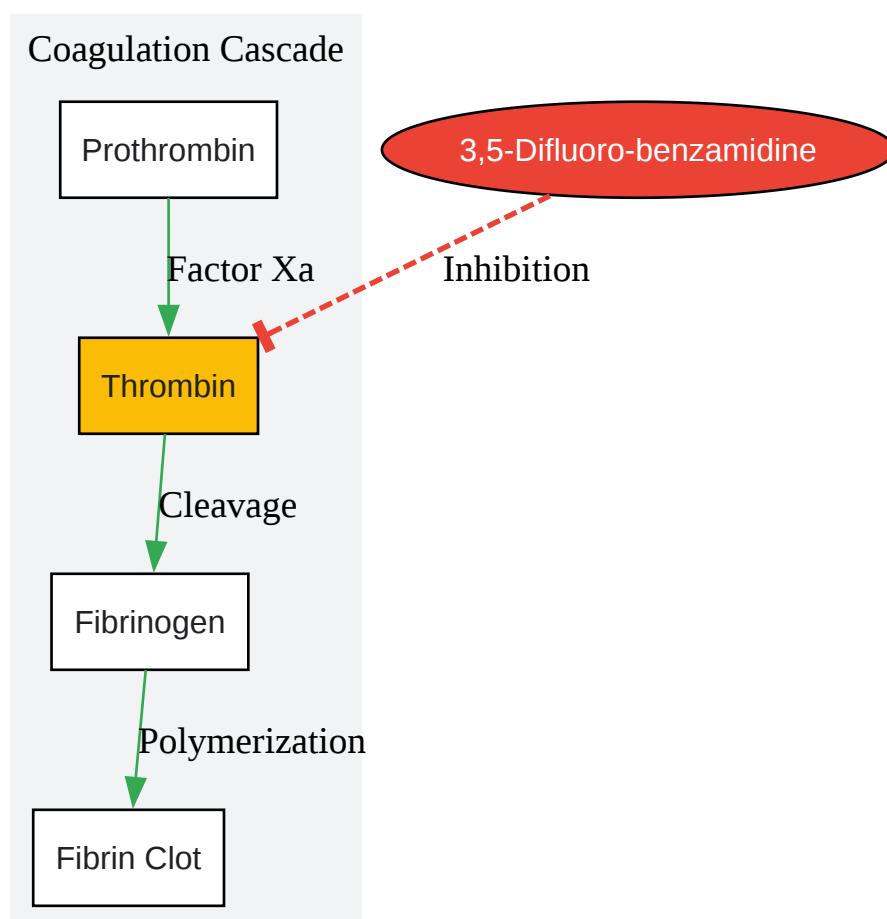 Coagulation Cascade
Prothrombin
3,5-Difluoro-benzamidine
Factor Xa
Inhibition
Thrombin
Cleavage
Fibrinogen
Polymerization
Fibrin Clot